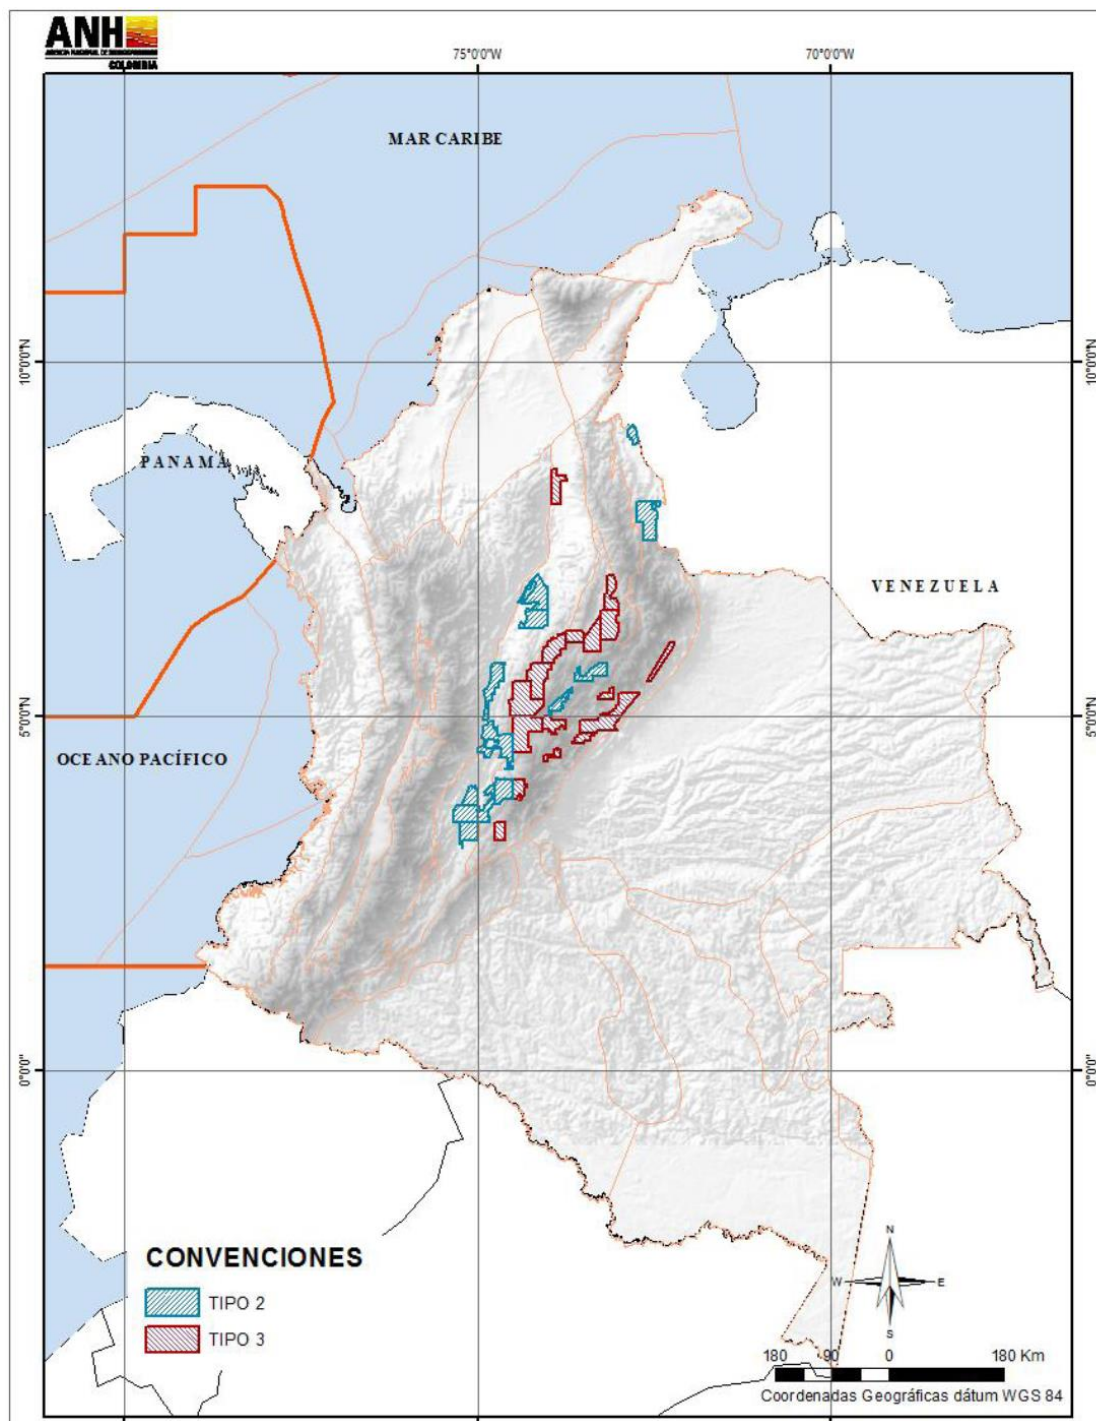 ANH
COLOMBIA
75°0'0"W
70°0'0"W
MAR CARIBE
10°0'0"N
10°0'0"N
PANAMÁ
VENEZUELA
5°0'0"N
5°0'0"N
OCEANO PACÍFICO
0°0'0"
0°0'0"
CONVENCIONES
TIPO 2
TIPO 3
N
W
E
S
180 90 0 180 Km
Coordenadas Geográficas dátum WGS 84